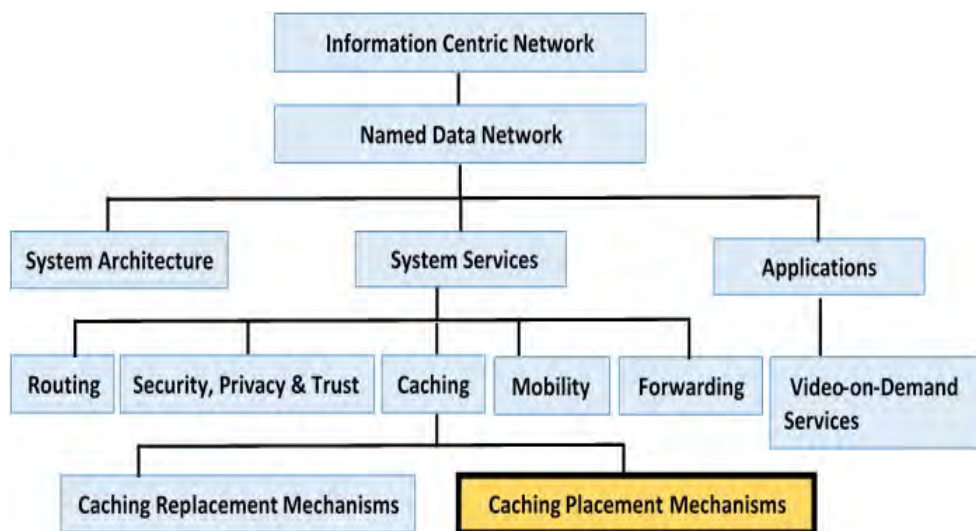 Information Centric Network
Named Data Network
System Architecture
System Services
Applications
Routing
Security, Privacy & Trust
Caching
Mobility
Forwarding
Video-on-Demand
Services
Caching Replacement Mechanisms
Caching Placement Mechanisms